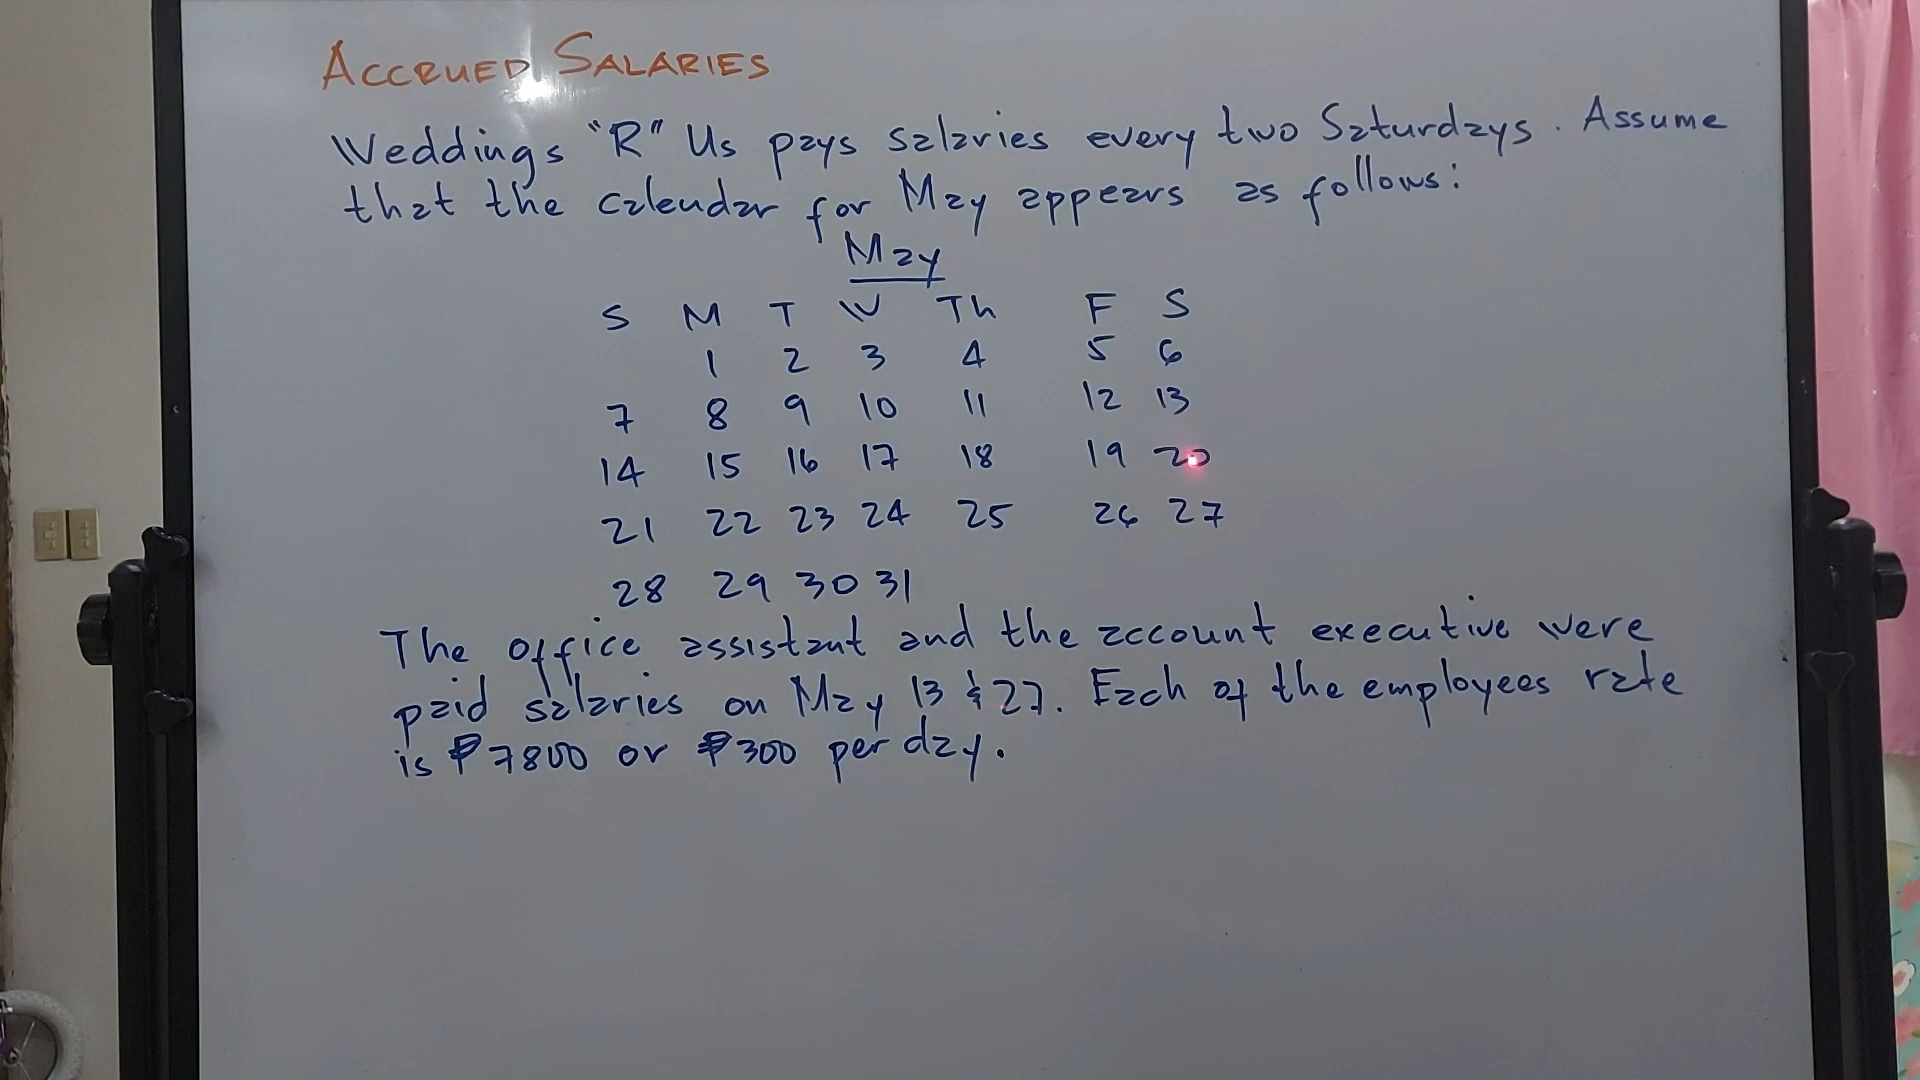 ACCRUED SALARIES
Weddings "R" Us pays salaries every two Saturdays. Assume
that the calendar for May appears as follows:
May
S M T W Th F S
1 2 3 4 5 6
7 8 9 10 11 12 13
14 15 16 17 18 19 20
21 22 23 24 25 26 27
28 29 30 31
The office assistant and the account executive were
paid salaries on May 13 & 27. Each of the employees rate
is ₱7800 or ₱300 per day.